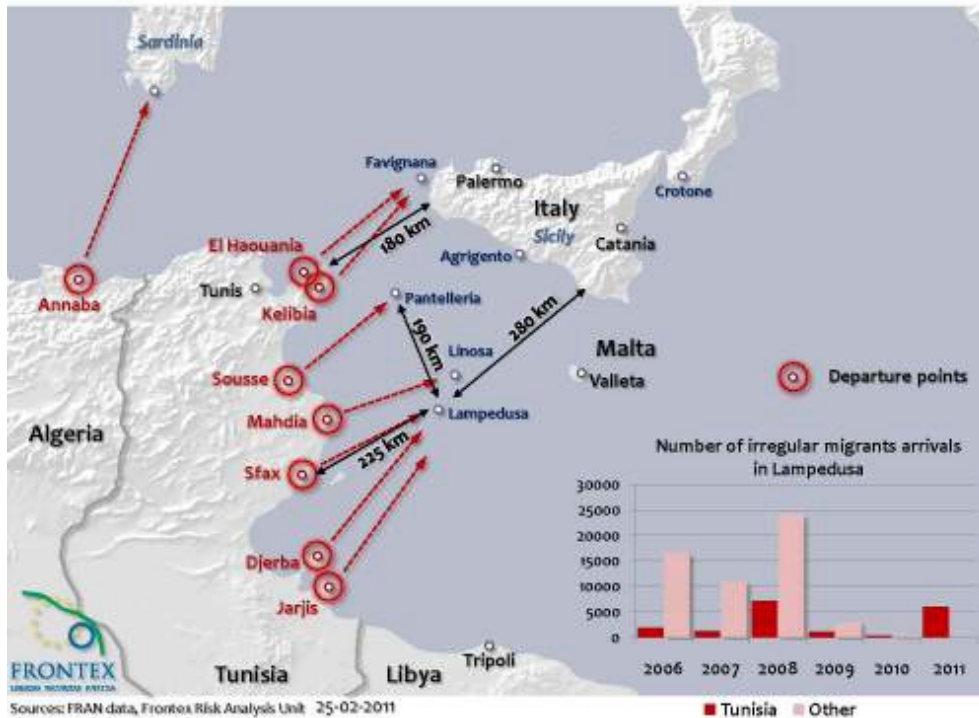 Sardinia
Favignana
Palermo
Crotone
Italy
Sicily
El Haouania
180 km
Catania
Agrigento
Annaba
Tunis
Kelibia
Pantelleria
280 km
190 km
Linosa
Malta
Valleta
Sousse
Departure points
Mahdia
Lampedusa
Algeria
225 km
Sfax
Number of irregular migrants arrivals
in Lampedusa
30000
25000
20000
15000
10000
5000
0
2006 2007 2008 2009 2010 2011
Tunisia Other
Djerba
Jarjis
Tripoli
Tunisia
Libya
FRONTEX
Sources: FRAN data, Frontex Risk Analysis Unit 25-02-2011